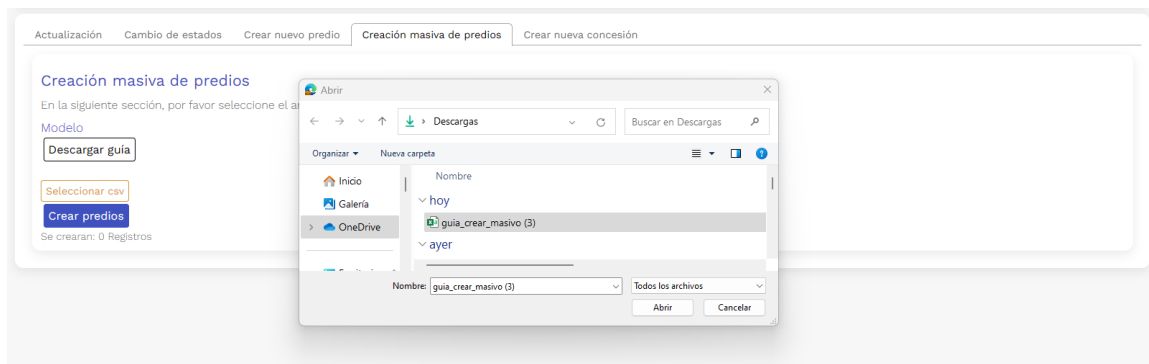 Actualización Cambio de estados Crear nuevo predio Creación masiva de predios Crear nueva concesión
Creación masiva de predios
En la siguiente sección, por favor seleccione el
Modelo
Descargar guía
Seleccionar csv
Crear predios
Se crearan: 0 Registros
Abrir
Descargas
Buscar en Descargas
Organizar
Nueva carpeta
Inicio
Galería
OneDrive
Nombre
hoy
guia_crear_masivo (3)
ayer
Nombre: guia_crear_masivo (3)
Todos los archivos
Abrir Cancelar